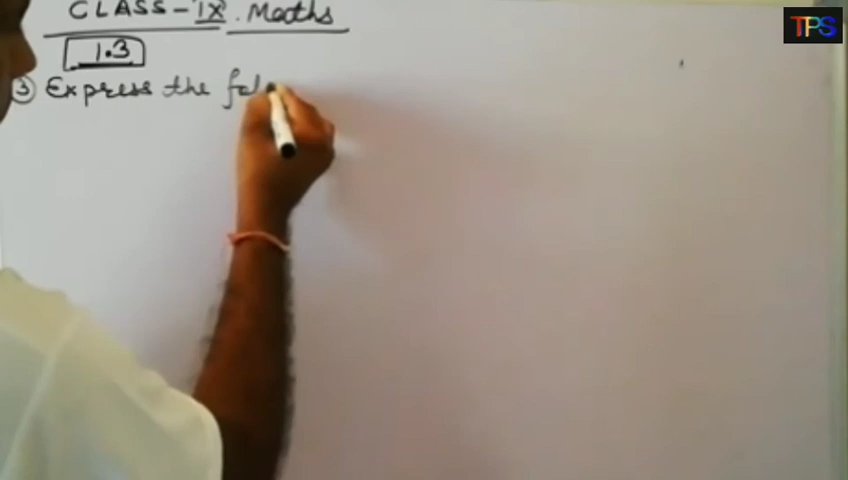 CLASS-IX. Maths
TPS
1.3
③ Express the fol